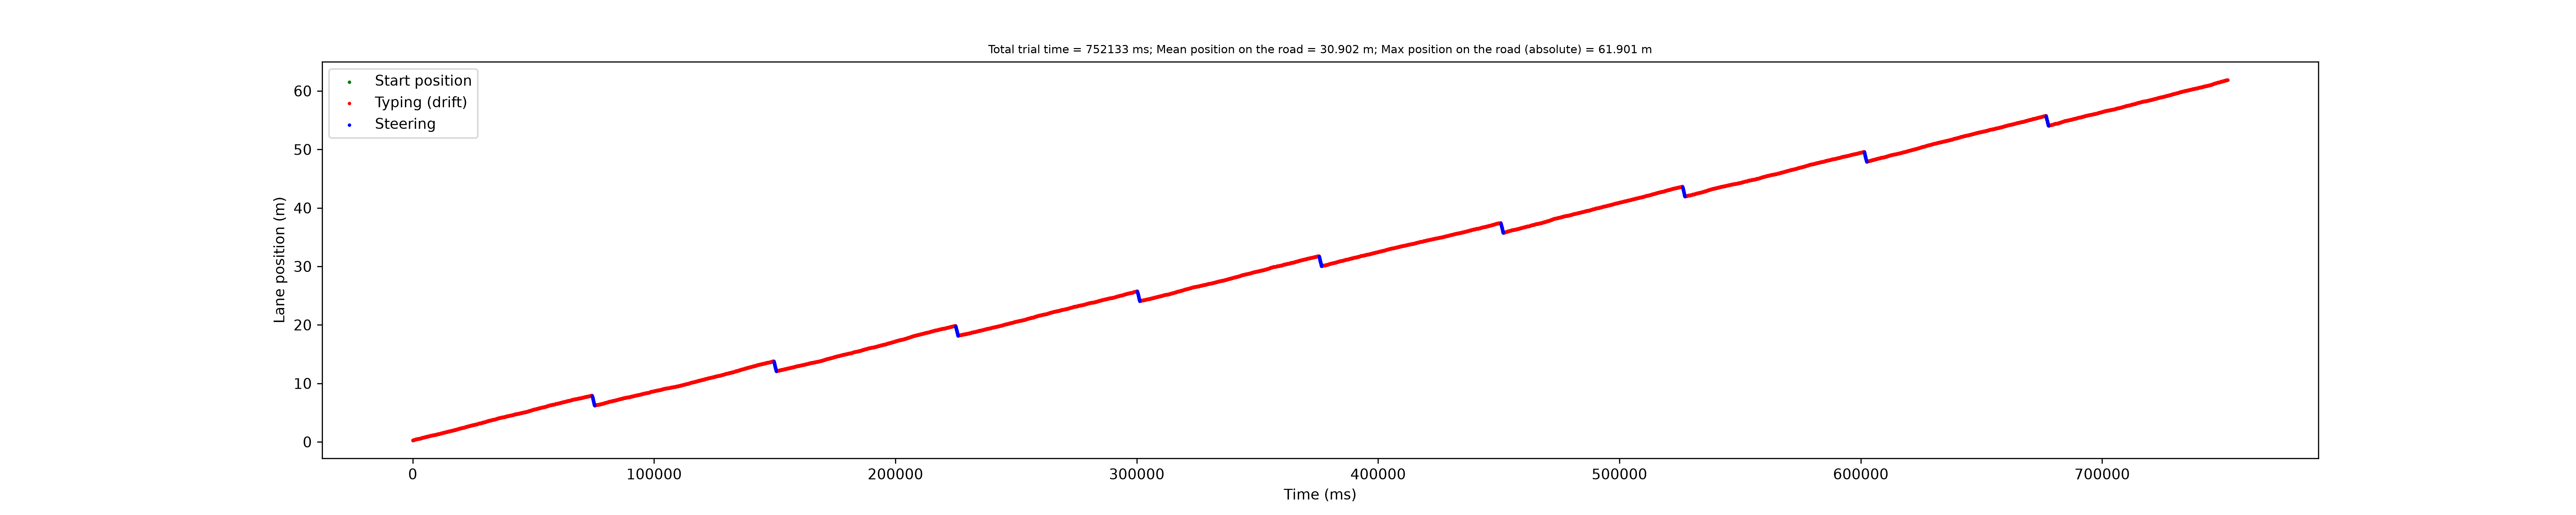 Total trial time = 752133 ms; Mean position on the road = 30.902 m; Max position on the road (absolute) = 61.901 m
Start position
Typing (drift)
Steering
60
50
40
30
20
10
0
Lane position (m)
0 100000 200000 300000 400000 500000 600000 700000
Time (ms)